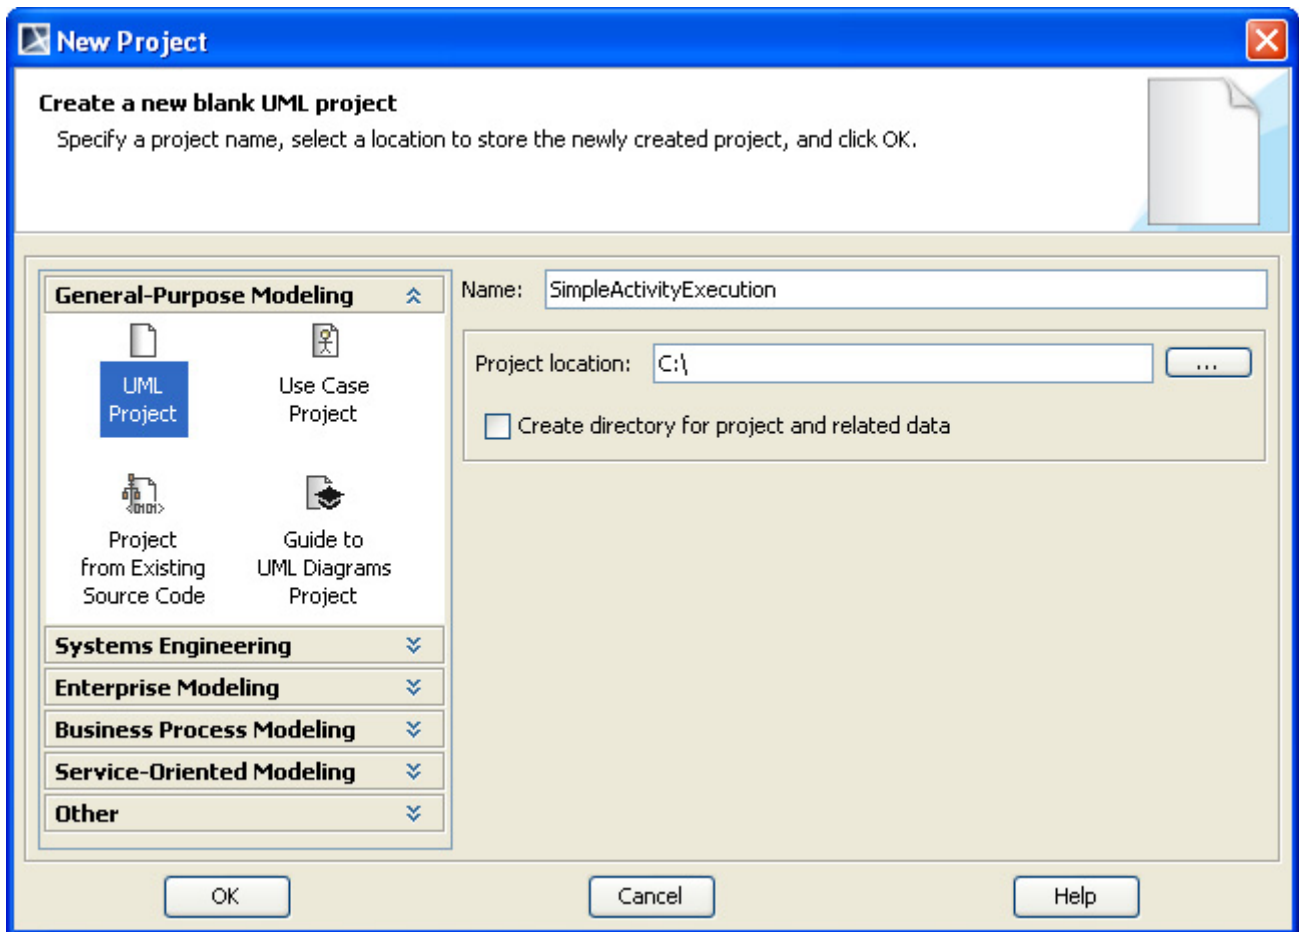 New Project
Create a new blank UML project
Specify a project name, select a location to store the newly created project, and click OK.
General-Purpose Modeling
UML
Project
Use Case
Project
Project
from Existing
Source Code
Guide to
UML Diagrams
Project
Systems Engineering
Enterprise Modeling
Business Process Modeling
Service-Oriented Modeling
Other
Name: SimpleActivityExecution
Project location: C:\ ...
Create directory for project and related data
OK Cancel Help